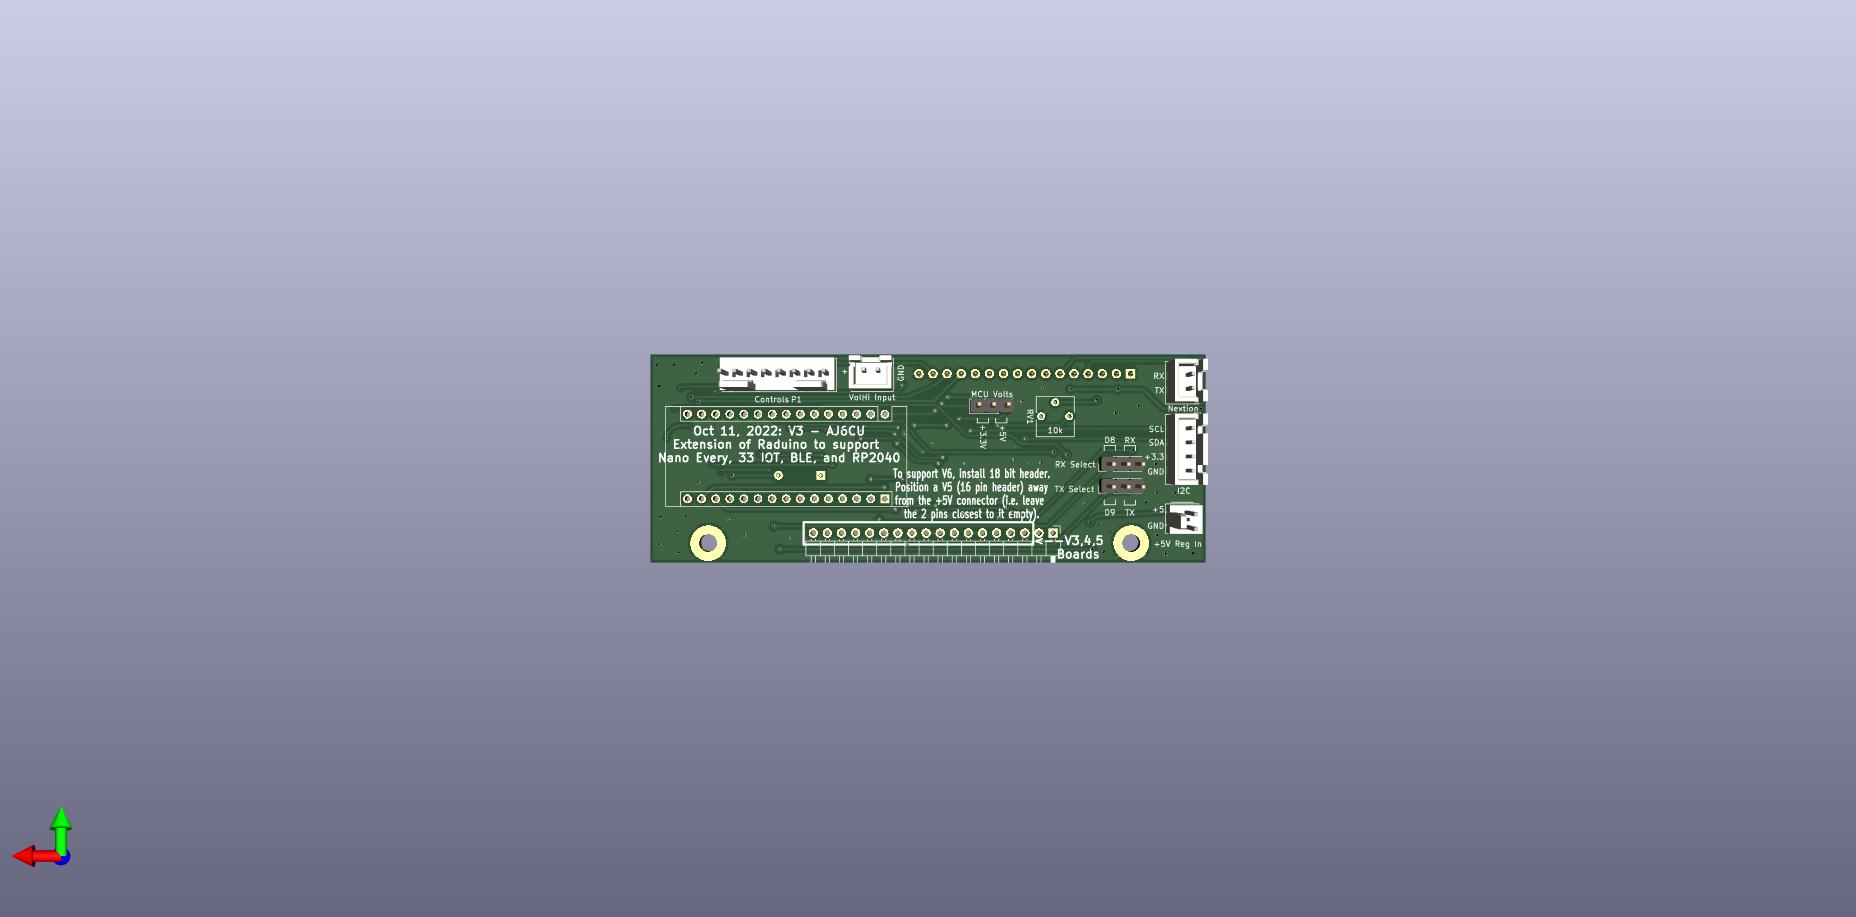 +
GND
Controls P1
VolHi Input
MCU Volts
+3.3V
+5V
RV1
10k
RX
TX
Nextion
SCL
SDA
+3.3
GND
I2C
Oct 11, 2022: V3 - AJ6CU
Extension of Raduino to support
Nano Every, 33 IOT, BLE, and RP2040
D8 RX
RX Select
TX Select
D9 TX
To support V6, install 18 bit header.
Position a V5 (16 pin header) away
from the +5V connector (i.e. leave
the 2 pins closest to it empty).
+5
GND
+5V Reg In
<--V3,4,5
Boards